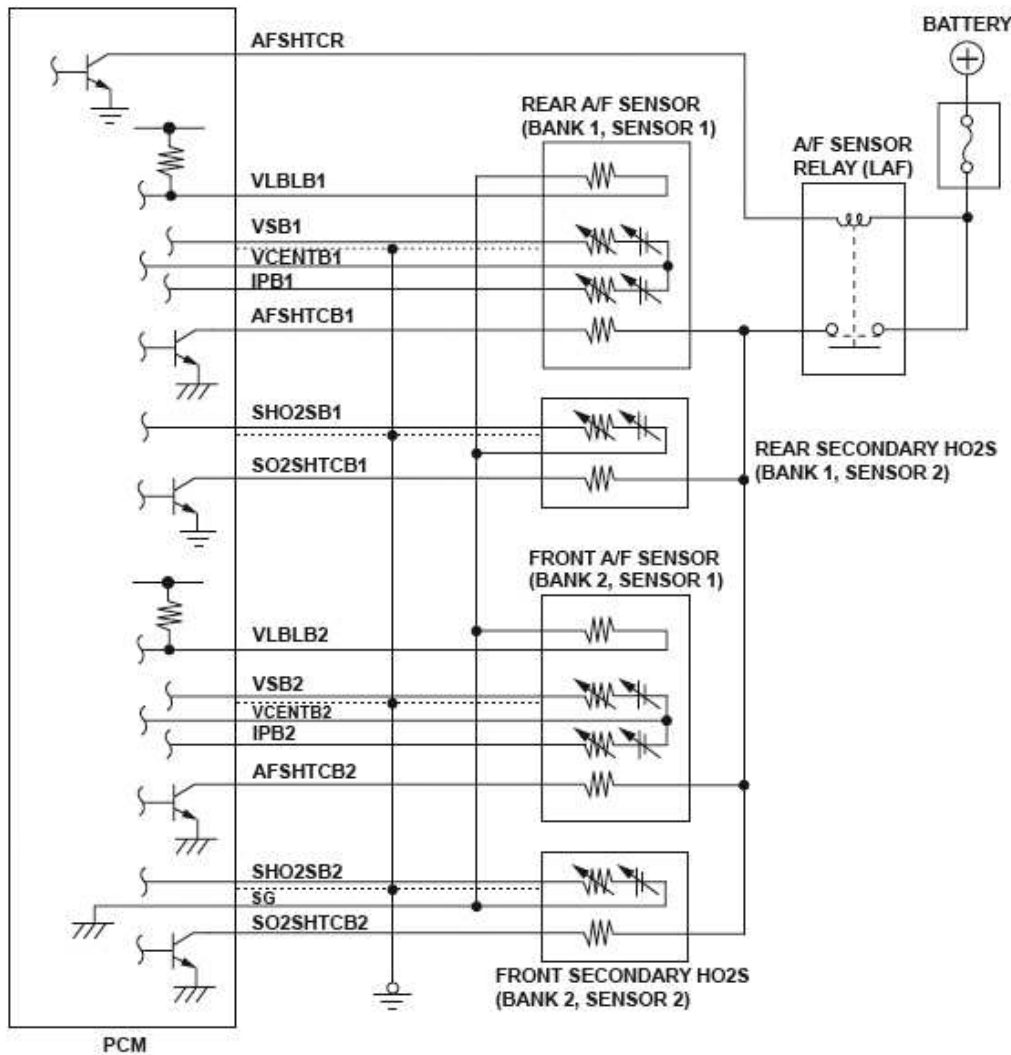 AFSHTCR
BATTERY
REAR A/F SENSOR
(BANK 1, SENSOR 1)
A/F SENSOR
RELAY (LAF)
VLBLB1
VSB1
VCENTB1
IPB1
AFSHTCB1
SHO2SB1
SO2SHTCB1
REAR SECONDARY HO2S
(BANK 1, SENSOR 2)
FRONT A/F SENSOR
(BANK 2, SENSOR 1)
VLBLB2
VSB2
VCENTB2
IPB2
AFSHTCB2
SHO2SB2
SG
SO2SHTCB2
FRONT SECONDARY HO2S
(BANK 2, SENSOR 2)
PCM